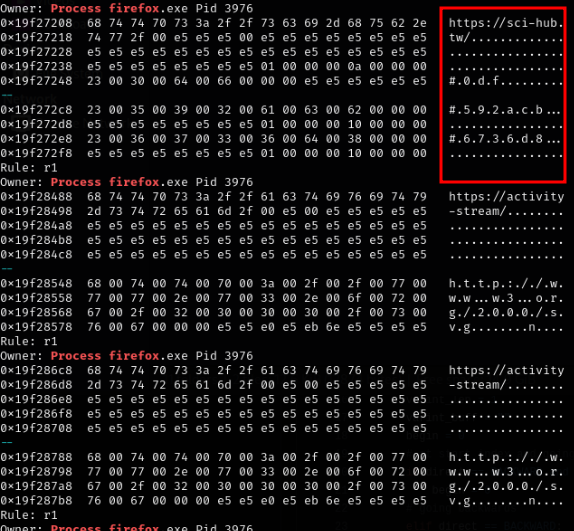 Owner: Process firefox.exe Pid 3976
0×19f27208 68 74 74 70 73 3a 2f 2f 73 63 69 2d 68 75 62 2e https://sci-hub.
0×19f27218 74 77 2f 00 e5 e5 e5 e5 e5 e5 e5 e5 e5 e5 e5 e5 tw/.............
0×19f27228 e5 e5 e5 e5 e5 e5 e5 e5 e5 e5 e5 e5 e5 e5 e5 e5 ................
0×19f27238 e5 e5 e5 e5 e5 e5 e5 e5 01 00 00 00 0a 00 00 00 ................
0×19f27248 23 00 30 00 64 00 66 00 00 00 e5 e5 e5 e5 e5 e5 #.0.d.f.........
--
0×19f272c8 23 00 35 00 39 00 32 00 61 00 63 00 62 00 00 00 #.5.9.2.a.c.b...
0×19f272d8 e5 e5 e5 e5 e5 e5 e5 e5 01 00 00 00 10 00 00 00 ................
0×19f272e8 23 00 36 00 37 00 33 00 36 00 64 00 38 00 00 00 #.6.7.3.6.d.8...
0×19f272f8 e5 e5 e5 e5 e5 e5 e5 e5 01 00 00 00 10 00 00 00 ................
Rule: r1
Owner: Process firefox.exe Pid 3976
0×19f28488 68 74 74 70 73 3a 2f 2f 61 63 74 69 76 69 74 79 https://activity
0×19f28498 2d 73 74 72 65 61 6d 2f 00 e5 00 e5 e5 e5 e5 e5 -stream/........
0×19f284a8 e5 e5 e5 e5 e5 e5 e5 e5 e5 e5 e5 e5 e5 e5 e5 e5 ................
0×19f284b8 e5 e5 e5 e5 e5 e5 e5 e5 e5 e5 e5 e5 e5 e5 e5 e5 ................
0×19f284c8 e5 e5 e5 e5 e5 e5 e5 e5 e5 e5 e5 e5 e5 e5 e5 e5 ................
--
0×19f28548 68 00 74 00 74 00 70 00 3a 00 2f 00 2f 00 77 00 h.t.t.p.:././.w.
0×19f28558 77 00 77 00 2e 00 77 00 33 00 2e 00 6f 00 72 00 w.w...w.3...o.r.
0×19f28568 67 00 2f 00 32 00 30 00 30 00 30 00 2f 00 73 00 g./.2.0.0.0./.s.
0×19f28578 76 00 67 00 00 00 e5 e5 e0 e5 eb 6e e5 e5 e5 e5 v.g........n....
Rule: r1
Owner: Process firefox.exe Pid 3976
0×19f286c8 68 74 74 70 73 3a 2f 2f 61 63 74 69 76 69 74 79 https://activity
0×19f286d8 2d 73 74 72 65 61 6d 2f 00 e5 00 e5 e5 e5 e5 e5 -stream/........
0×19f286e8 e5 e5 e5 e5 e5 e5 e5 e5 e5 e5 e5 e5 e5 e5 e5 e5 ................
0×19f286f8 e5 e5 e5 e5 e5 e5 e5 e5 e5 e5 e5 e5 e5 e5 e5 e5 ................
0×19f28708 e5 e5 e5 e5 e5 e5 e5 e5 e5 e5 e5 e5 e5 e5 e5 e5 ................
--
0×19f28788 68 00 74 00 74 00 70 00 3a 00 2f 00 2f 00 77 00 h.t.t.p.:././.w.
0×19f28798 77 00 77 00 2e 00 77 00 33 00 2e 00 6f 00 72 00 w.w...w.3...o.r.
0×19f287a8 67 00 2f 00 32 00 30 00 30 00 30 00 2f 00 73 00 g./.2.0.0.0./.s.
0×19f287b8 76 00 67 00 00 00 e5 e5 e0 e5 eb 6e e5 e5 e5 e5 v.g........n....
Rule: r1
Owner: Process firefox.exe Pid 3976